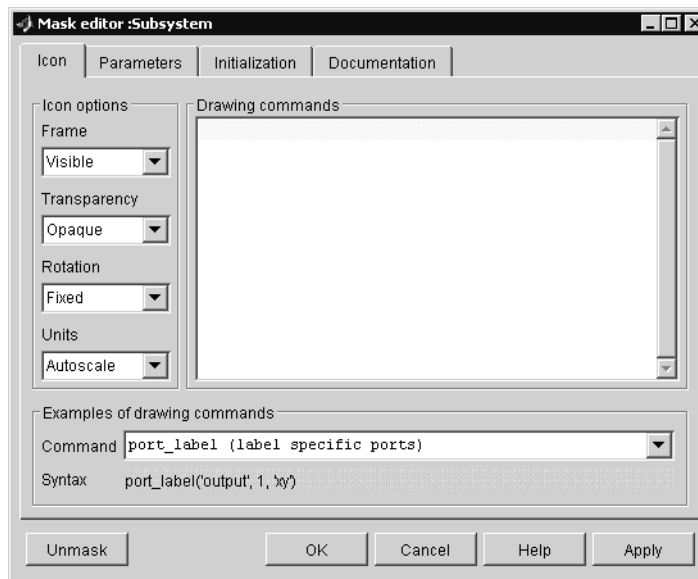 Mask editor :Subsystem
Icon
Parameters
Initialization
Documentation
Icon options
Frame
Visible
Transparency
Opaque
Rotation
Fixed
Units
Autoscale
Drawing commands
Examples of drawing commands
Command port_label (label specific ports)
Syntax port_label('output', 1, 'xy')
Unmask
OK
Cancel
Help
Apply